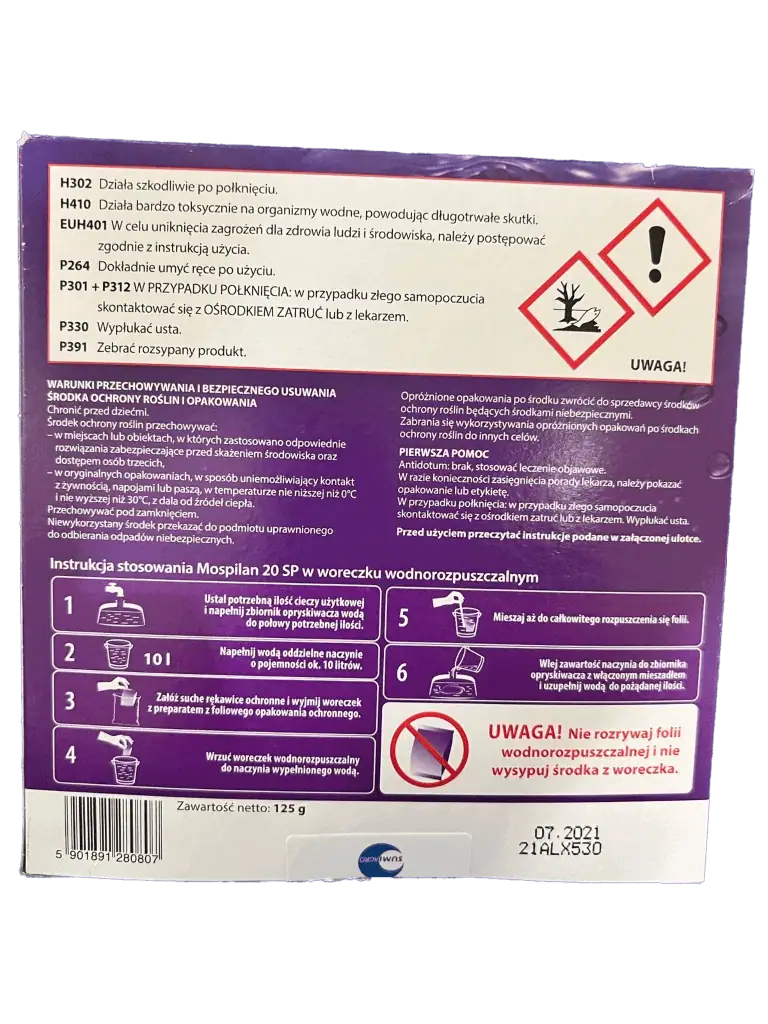 H302 Działa szkodliwie po połknięciu.
H410 Działa bardzo toksycznie na organizmy wodne, powodując długotrwałe skutki.
EUH401 W celu uniknięcia zagrożeń dla zdrowia ludzi i środowiska, należy postępować
zgodnie z instrukcją użycia.
P264 Dokładnie umyć ręce po użyciu.
P301 + P312 W PRZYPADKU POŁKNIĘCIA: w przypadku złego samopoczucia
skontaktować się z OŚRODKIEM ZATRUĆ lub z lekarzem.
P330 Wypłukać usta.
P391 Zebrać rozsypany produkt.
UWAGA!
WARUNKI PRZECHOWYWANIA I BEZPIECZNEGO USUWANIA
ŚRODKA OCHRONY ROŚLIN I OPAKOWANIA
Chronić przed dziećmi.
Środek ochrony roślin przechowywać:
– w miejscach lub obiektach, w których zastosowano odpowiednie
rozwiązania zabezpieczające przed skażeniem środowiska oraz
dostępem osób trzecich,
– w oryginalnych opakowaniach, w sposób uniemożliwiający kontakt
z żywnością, napojami lub paszą, w temperaturze nie niższej niż 0°C
i nie wyższej niż 30°C, z dala od źródeł ciepła.
Przechowywać pod zamknięciem.
Niewykorzystany środek przekazać do podmiotu uprawnionego
do odbierania odpadów niebezpiecznych.
Opróżnione opakowania po środku zwrócić do sprzedawcy środków
ochrony roślin będących środkami niebezpiecznymi.
Zabrania się wykorzystywania opróżnionych opakowań po środkach
ochrony roślin do innych celów.
PIERWSZA POMOC
Antidotum: brak, stosować leczenie objawowe.
W razie konieczności zasięgnięcia porady lekarza, należy pokazać
opakowanie lub etykietę.
W przypadku połknięcia: w przypadku złego samopoczucia
skontaktować się z ośrodkiem zatruć lub z lekarzem. Wypłukać usta.
Przed użyciem przeczytać instrukcje podane w załączonej ulotce.
Instrukcja stosowania Mospilan 20 SP w woreczku wodnorozpuszczalnym
1 Ustal potrzebną ilość cieczy użytkowej
i napełnij zbiornik opryskiwacza wodą
do połowy potrzebnej ilości.
2 10 l Napełnij wodą oddzielne naczynie
o pojemności ok. 10 litrów.
3 Załóż suche rękawice ochronne i wyjmij woreczek
z preparatem z foliowego opakowania ochronnego.
4 Wrzuć woreczek wodnorozpuszczalny
do naczynia wypełnionego wodą.
5 Mieszaj aż do całkowitego rozpuszczenia się folii.
6 Wlej zawartość naczynia do zbiornika
opryskiwacza z włączonym mieszadłem
i uzupełnij wodą do pożądanej ilości.
UWAGA! Nie rozrywaj folii
wodnorozpuszczalnej i nie
wysypuj środka z woreczka.
Zawartość netto: 125 g
5 901891 280807
SUMI AGRO
07.2021
21ALX530